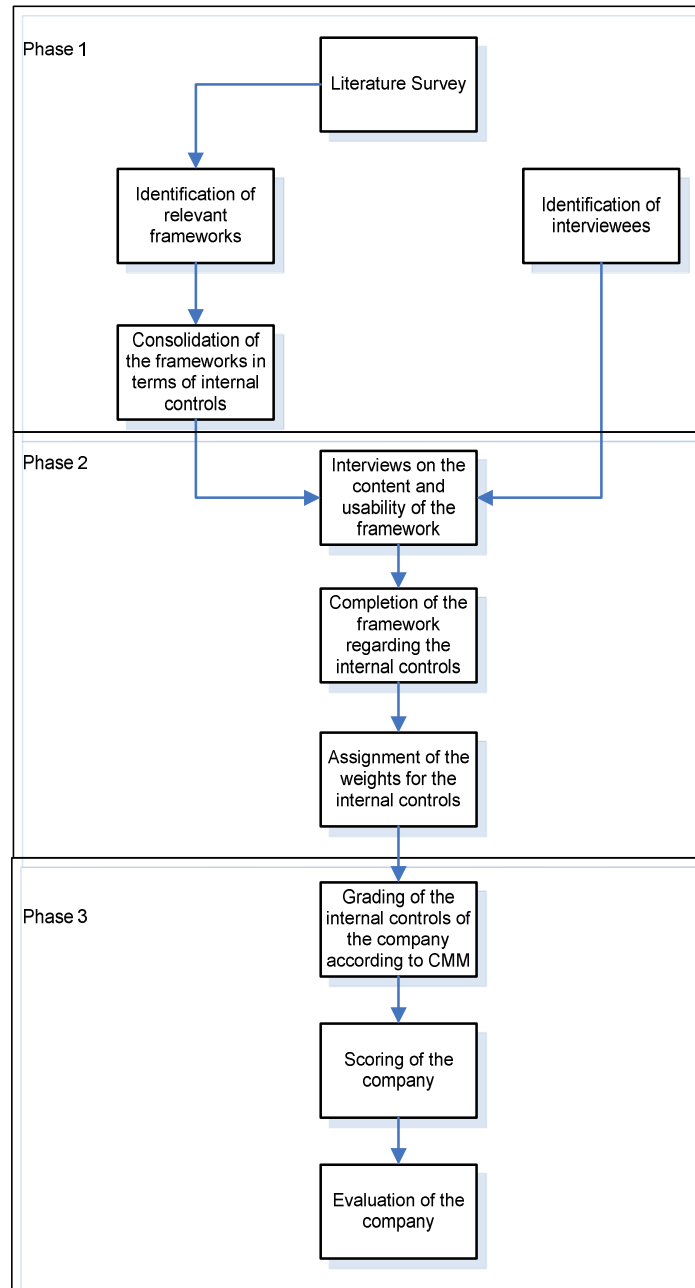 Phase 1
Literature Survey
Identification of
relevant
frameworks
Identification of
interviewees
Consolidation of
the frameworks in
terms of internal
controls
Phase 2
Interviews on the
content and
usability of the
framework
Completion of the
framework
regarding the
internal controls
Assignment of the
weights for the
internal controls
Phase 3
Grading of the
internal controls of
the company
according to CMM
Scoring of the
company
Evaluation of the
company